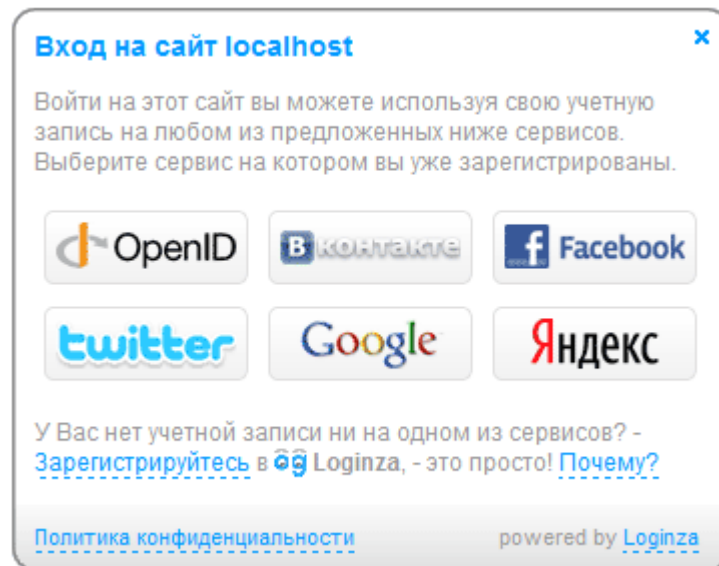 Вход на сайт localhost
×
Войти на этот сайт вы можете используя свою учетную
запись на любом из предложенных ниже сервисов.
Выберите сервис на котором вы уже зарегистрированы.
OpenID В контакте f Facebook
twitter Google Яндекс
У Вас нет учетной записи ни на одном из сервисов? -
Зарегистрируйтесь в Loginza, - это просто! Почему?
Политика конфиденциальности powered by Loginza